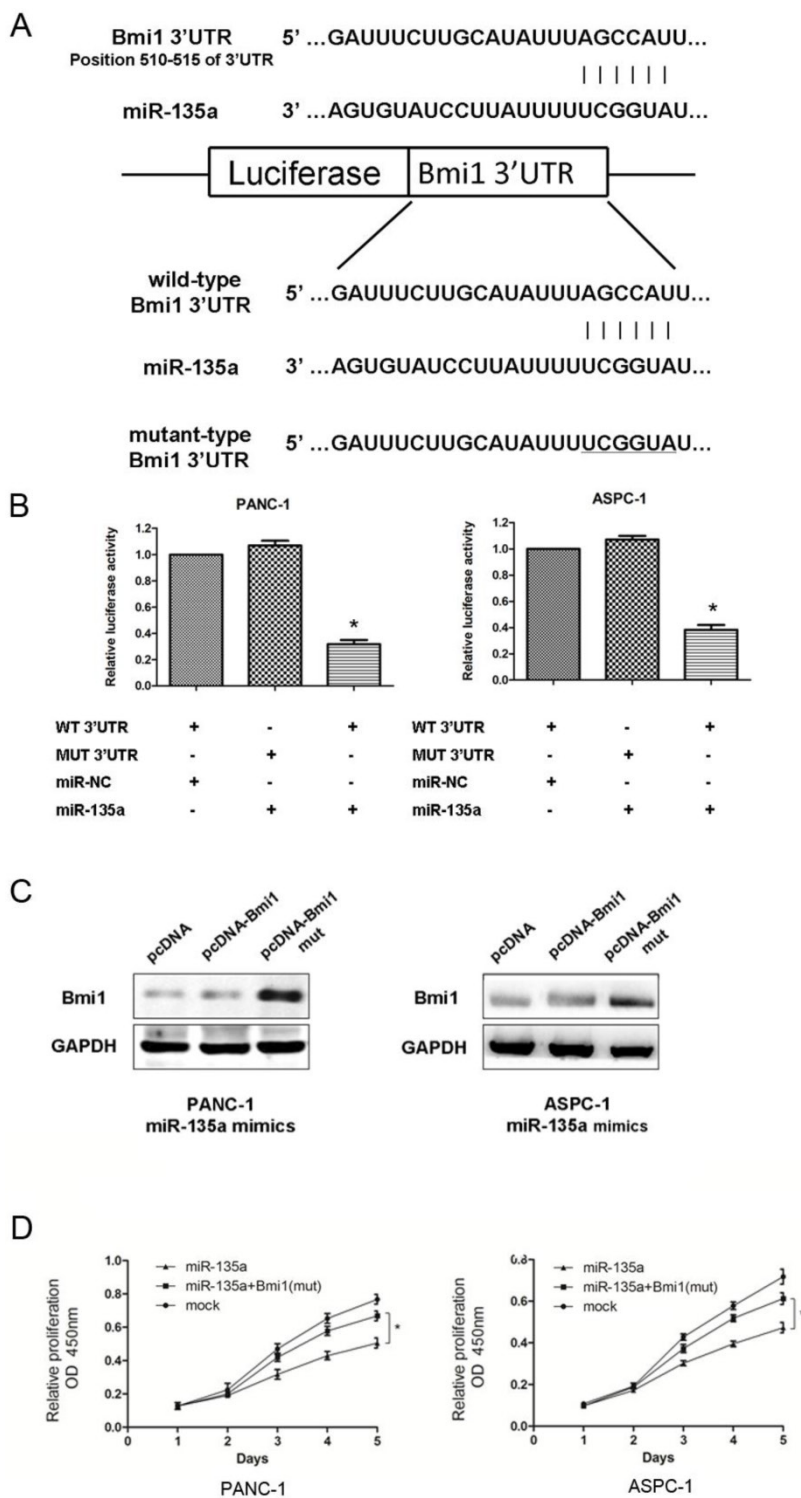 A
Bmi1 3'UTR 5' ...GAUUUCUUGCAUAUUUAGCCAUU...
Position 510-515 of 3'UTR
miR-135a 3' ...AGUGUAUCCUUAUUUUUCGGUAU...
Luciferase Bmi1 3'UTR
wild-type
Bmi1 3'UTR 5' ...GAUUUCUUGCAUAUUUAGCCAUU...
miR-135a 3' ...AGUGUAUCCUUAUUUUUCGGUAU...
mutant-type
Bmi1 3'UTR 5' ...GAUUUCUUGCAUAUUUUCGGUAU...
B
PANC-1
Relative luciferase activity
1.2
1.0
0.8
0.6
0.4
0.2
0.0
*
WT 3'UTR + - +
MUT 3'UTR - + -
miR-NC + - -
miR-135a - + +
ASPC-1
Relative luciferase activity
1.2
1.0
0.8
0.6
0.4
0.2
0.0
*
WT 3'UTR + - +
MUT 3'UTR - + -
miR-NC + - -
miR-135a - + +
C
pcDNA
pcDNA-Bmi1
pcDNA-Bmi1
mut
Bmi1
GAPDH
PANC-1
miR-135a mimics
pcDNA
pcDNA-Bmi1
pcDNA-Bmi1
mut
Bmi1
GAPDH
ASPC-1
miR-135a mimics
D
Relative proliferation
OD 450nm
1.0
0.8
0.6
0.4
0.2
0.0
miR-135a
miR-135a+Bmi1(mut)
mock
*
0 1 2 3 4 5
Days
PANC-1
Relative proliferation
OD 450nm
0.8
0.6
0.4
0.2
0.0
miR-135a
miR-135a+Bmi1(mut)
mock
0 1 2 3 4 5
Days
ASPC-1